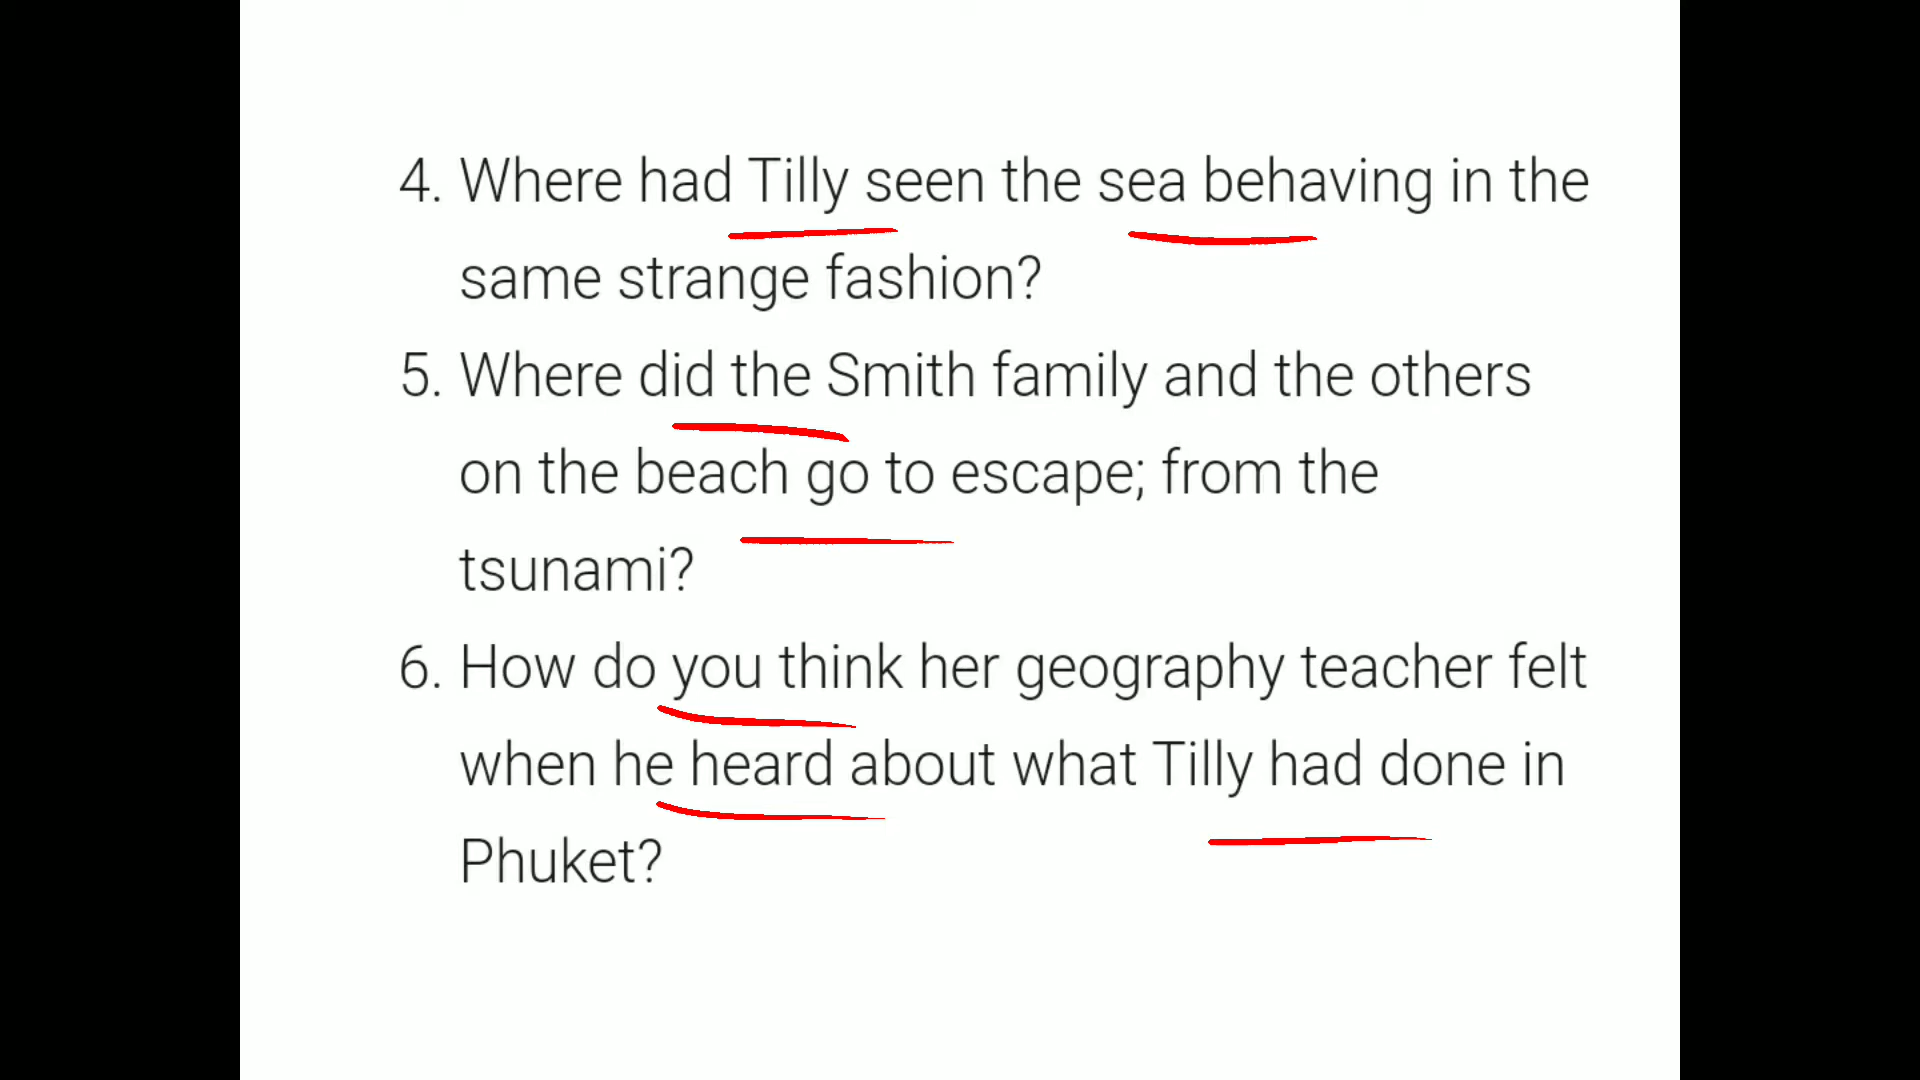 4. Where had Tilly seen the sea behaving in the
same strange fashion?
5. Where did the Smith family and the others
on the beach go to escape; from the
tsunami?
6. How do you think her geography teacher felt
when he heard about what Tilly had done in
Phuket?